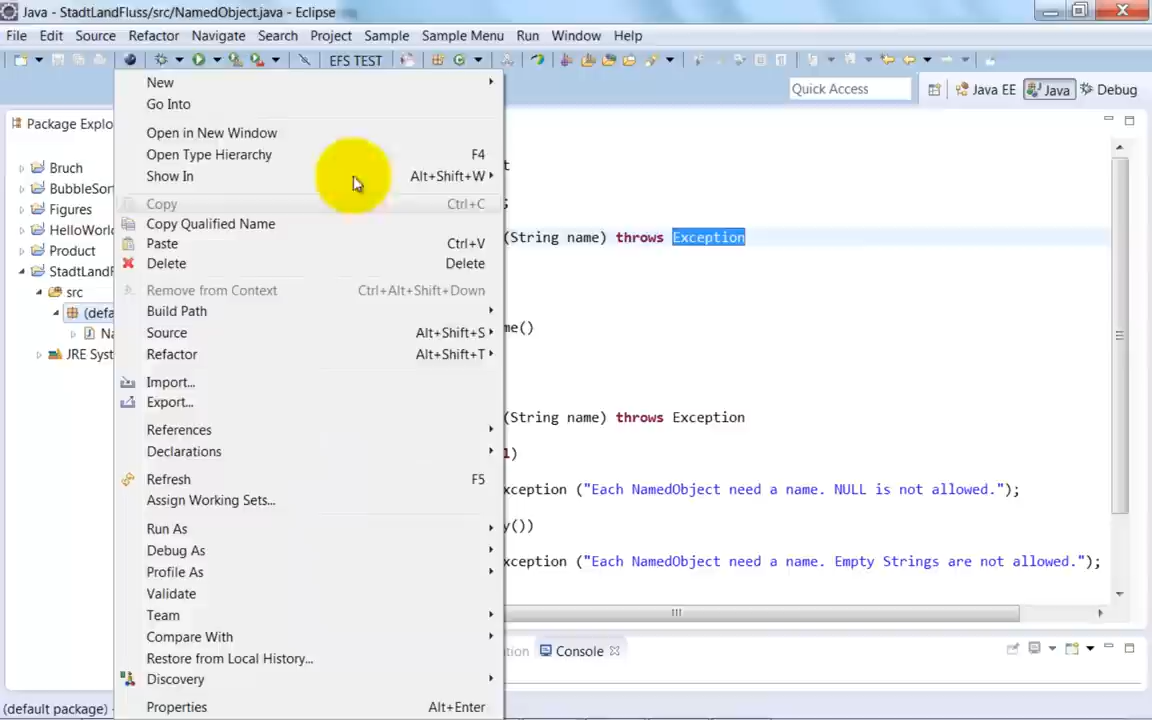 Java - StadtLandFluss/src/NamedObject.java - Eclipse
File Edit Source Refactor Navigate Search Project Sample Sample Menu Run Window Help
EFS TEST
Quick Access
Java EE
Java
Debug
Package Explo
Bruch
BubbleSor
Figures
HelloWorl
Product
StadtLandF
src
(defa
Na
JRE Syst
New
Go Into
Open in New Window
Open Type Hierarchy F4
Show In Alt+Shift+W
Copy Ctrl+C
Copy Qualified Name
Paste Ctrl+V
Delete Delete
Remove from Context Ctrl+Alt+Shift+Down
Build Path
Source Alt+Shift+S
Refactor Alt+Shift+T
Import...
Export...
References
Declarations
Refresh F5
Assign Working Sets...
Run As
Debug As
Profile As
Validate
Team
Compare With
Restore from Local History...
Discovery
Properties Alt+Enter
t
;
(String name) throws Exception
me()
(String name) throws Exception
)
xception ("Each NamedObject need a name. NULL is not allowed.");
y())
xception ("Each NamedObject need a name. Empty Strings are not allowed.");
ntion
Console
(default package)